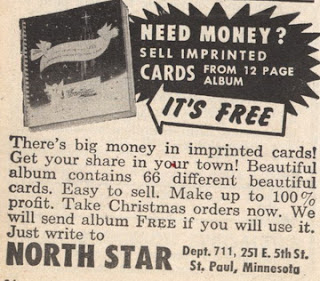 NEED MONEY?
SELL IMPRINTED
CARDS FROM 12 PAGE
ALBUM
IT'S FREE
There's big money in imprinted cards!
Get your share in your town! Beautiful
album contains 66 different beautiful
cards. Easy to sell. Make up to 100%
profit. Take Christmas orders now. We
will send album FREE if you will use it.
Just write to
NORTH STAR Dept. 711, 251 E. 5th St.
St. Paul, Minnesota